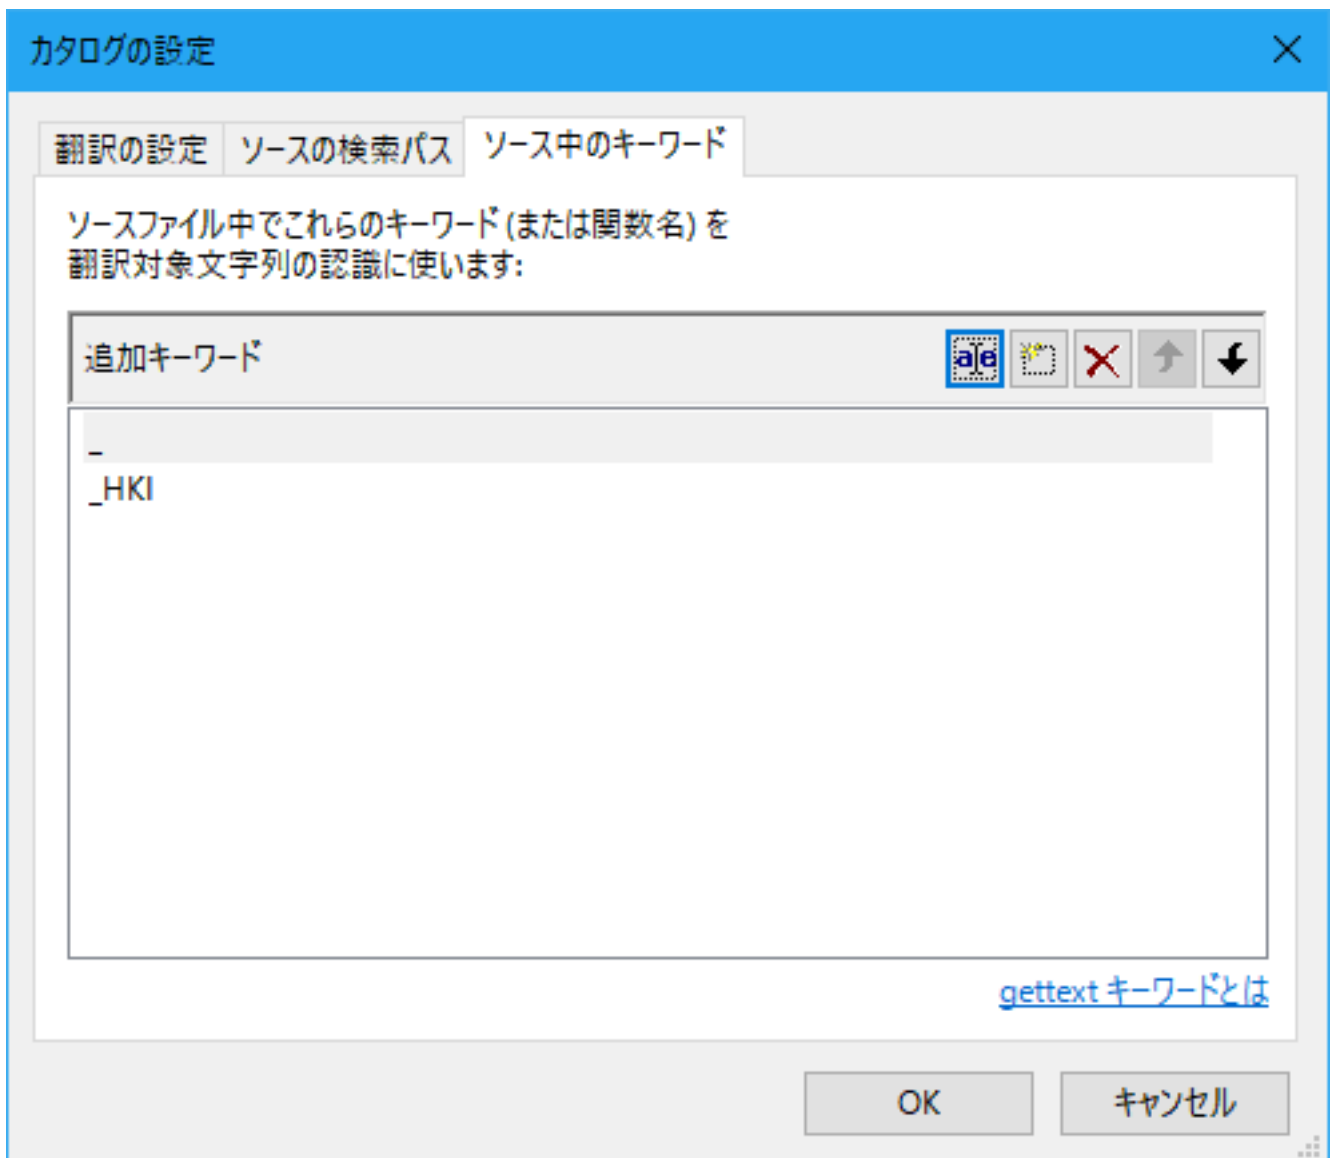 カタログの設定
翻訳の設定 ソースの検索パス ソース中のキーワード
ソースファイル中でこれらのキーワード (または関数名) を
翻訳対象文字列の認識に使います:
追加キーワード
_
_HKI
gettext キーワードとは
OK キャンセル